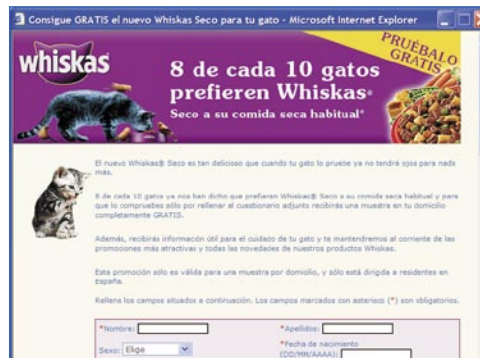 Consigue GRATIS el nuevo Whiskas Seco para tu gato - Microsoft Internet Explorer
whiskas
PRUÉBALO
GRATIS
8 de cada 10 gatos
prefieren Whiskas®
Seco a su comida seca habitual*
El nuevo Whiskas® Seco es tan delicioso que cuando tu gato lo pruebe ya no tendrá ojos para nada
más.
8 de cada 10 gatos ya nos han dicho que prefieren Whiskas® Seco a su comida seca habitual y para
que lo compruebes sólo por rellenar el cuestionario adjunto recibirás una muestra en tu domicilio
completamente GRATIS.
Además, recibirás información útil para el cuidado de tu gato y te mantendremos al corriente de las
promociones más atractivas y todas las novedades de nuestros productos Whiskas.
Esta promoción sólo es válida para una muestra por domicilio, y sólo está dirigida a residentes en
España.
Rellena los campos situados a continuación. Los campos marcados con asterisco (*) son obligatorios.
*Nombre: *Apellidos:
Sexo: Elige *Fecha de nacimiento
(DD/MM/AAAA):